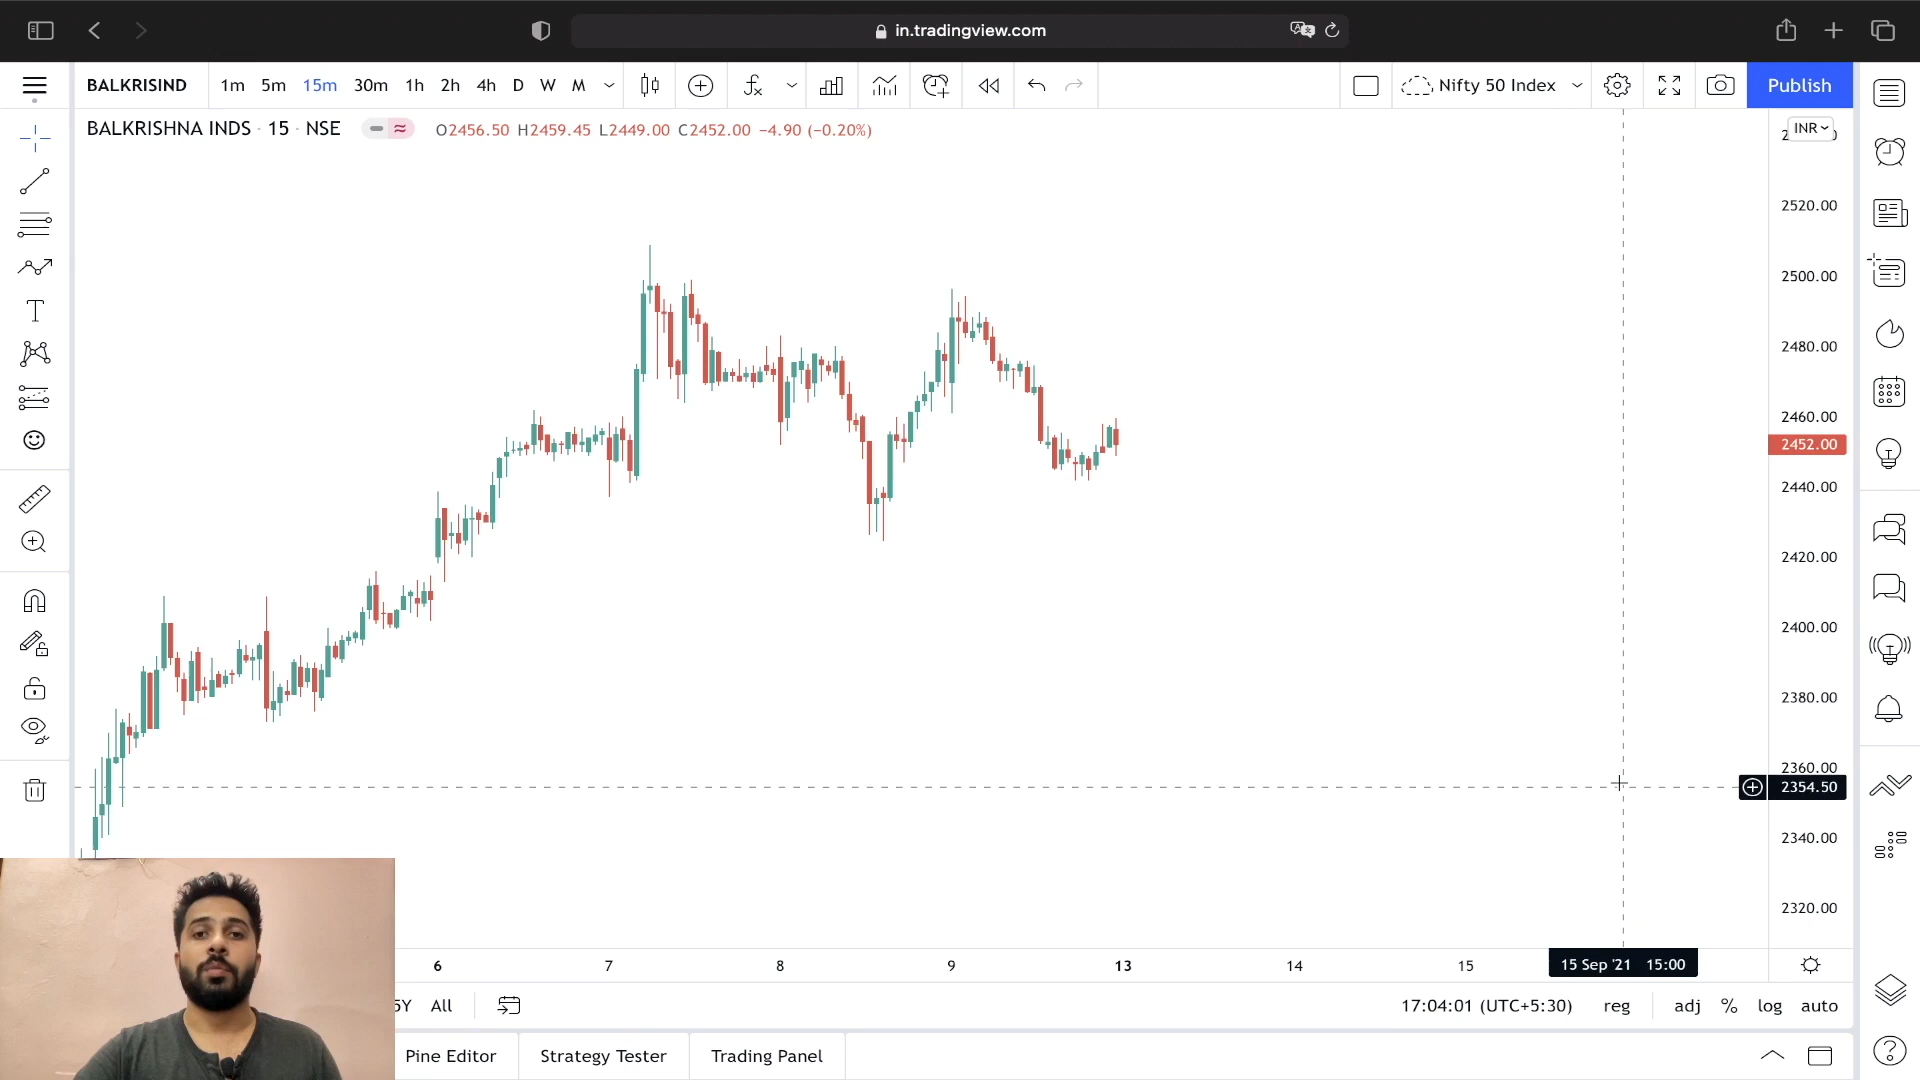 in.tradingview.com
BALKRISIND 1m 5m 15m 30m 1h 2h 4h D W M Nifty 50 Index Publish
BALKRISHNA INDS · 15 · NSE O2456.50 H2459.45 L2449.00 C2452.00 −4.90 (−0.20%)
INR
2520.00
2500.00
2480.00
2460.00
2452.00
2440.00
2420.00
2400.00
2380.00
2360.00
2354.50
2340.00
2320.00
6 7 8 9 13 14 15 15 Sep '21 15:00
5Y All 17:04:01 (UTC+5:30) reg adj % log auto
Pine Editor Strategy Tester Trading Panel